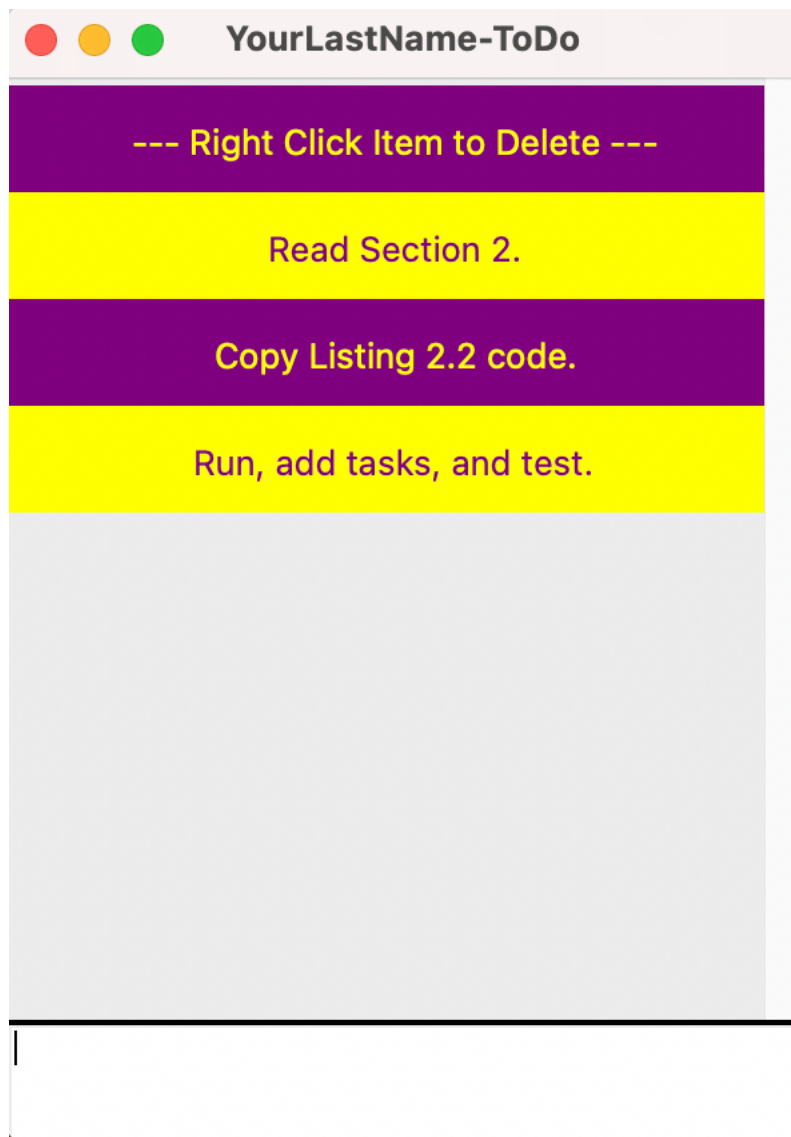 YourLastName-ToDo
--- Right Click Item to Delete ---
Read Section 2.
Copy Listing 2.2 code.
Run, add tasks, and test.